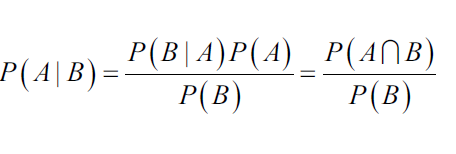 P(A|B) = P(B|A)P(A) / P(B) = P(A∩B) / P(B)